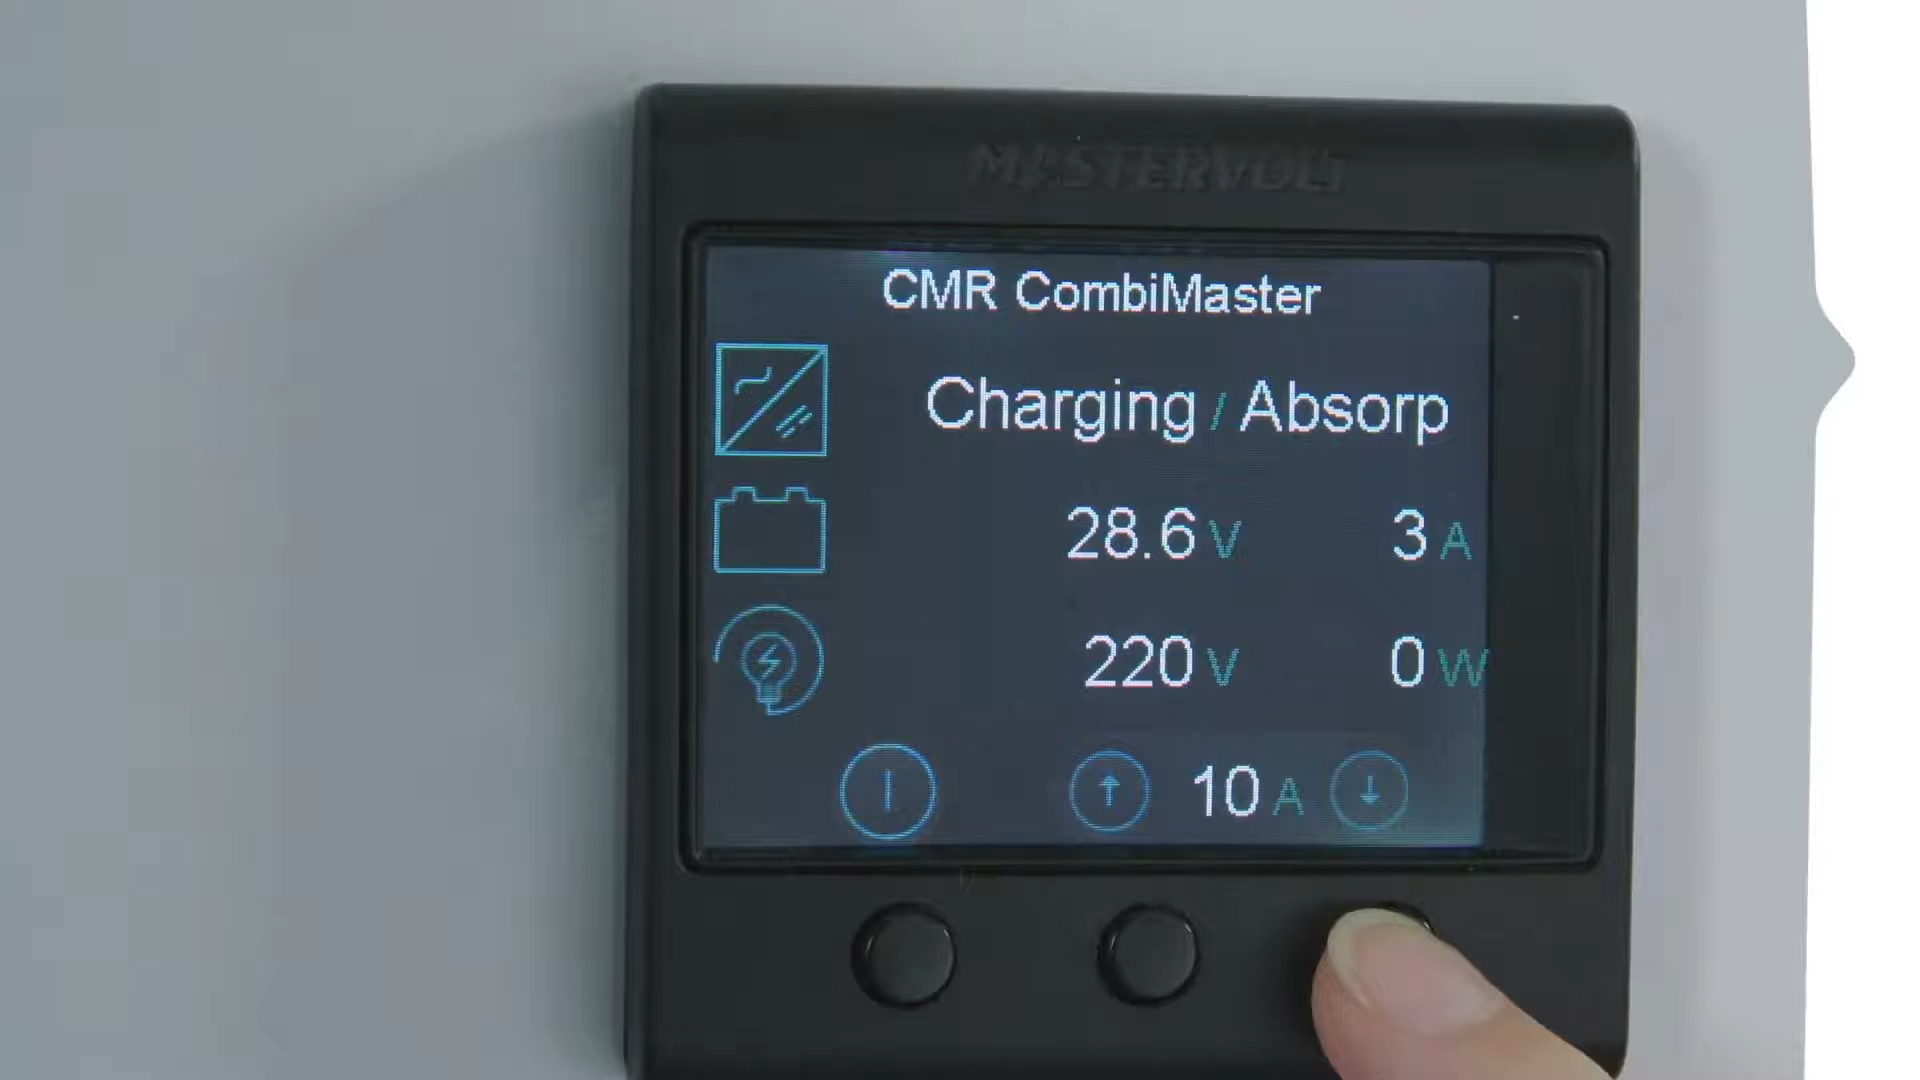 MASTERVOLT
CMR CombiMaster
Charging / Absorp
28.6 V 3 A
220 V 0 W
10 A